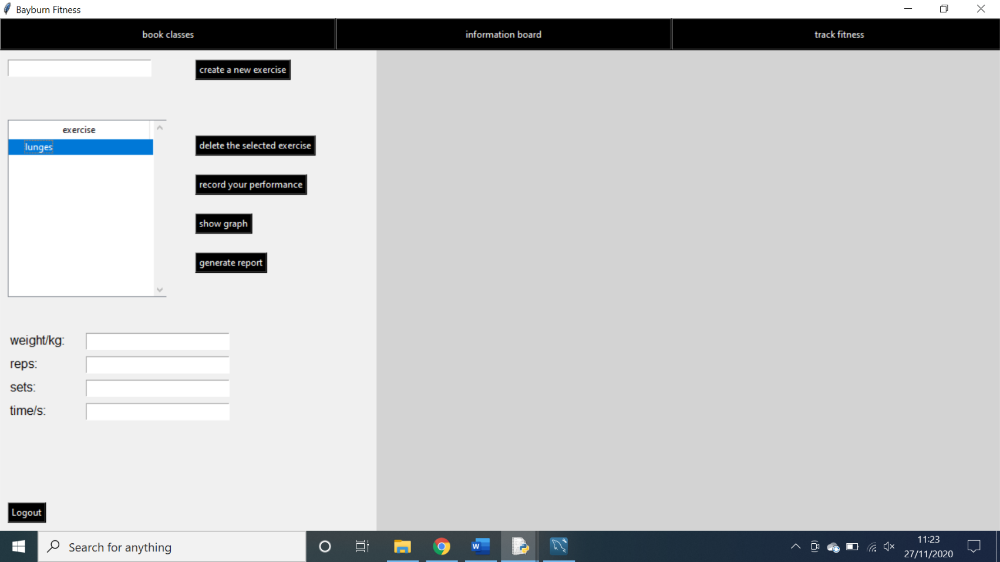 Bayburn Fitness
book classes
information board
track fitness
create a new exercise
exercise
lunges
delete the selected exercise
record your performance
show graph
generate report
weight/kg:
reps:
sets:
time/s:
Logout
Search for anything
W
11:23
27/11/2020